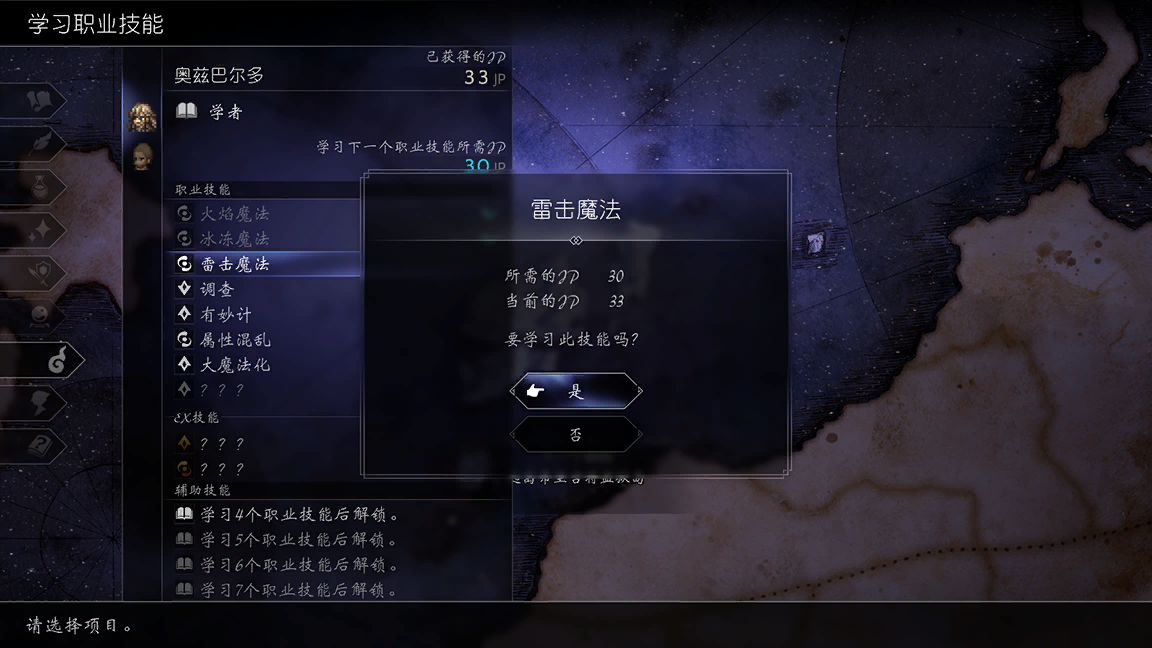 学习职业技能
已获得的JP
奥兹巴尔多
33 JP
学者
学习下一个职业技能所需JP
30 JP
职业技能
火焰魔法
冰冻魔法
雷击魔法
调查
有妙计
属性混乱
大魔法化
？？？
EX技能
？？？
？？？
辅助技能
学习4个职业技能后解锁。
学习5个职业技能后解锁。
学习6个职业技能后解锁。
学习7个职业技能后解锁。
雷击魔法
所需的JP 30
当前的JP 33
要学习此技能吗？
是
否
请选择项目。